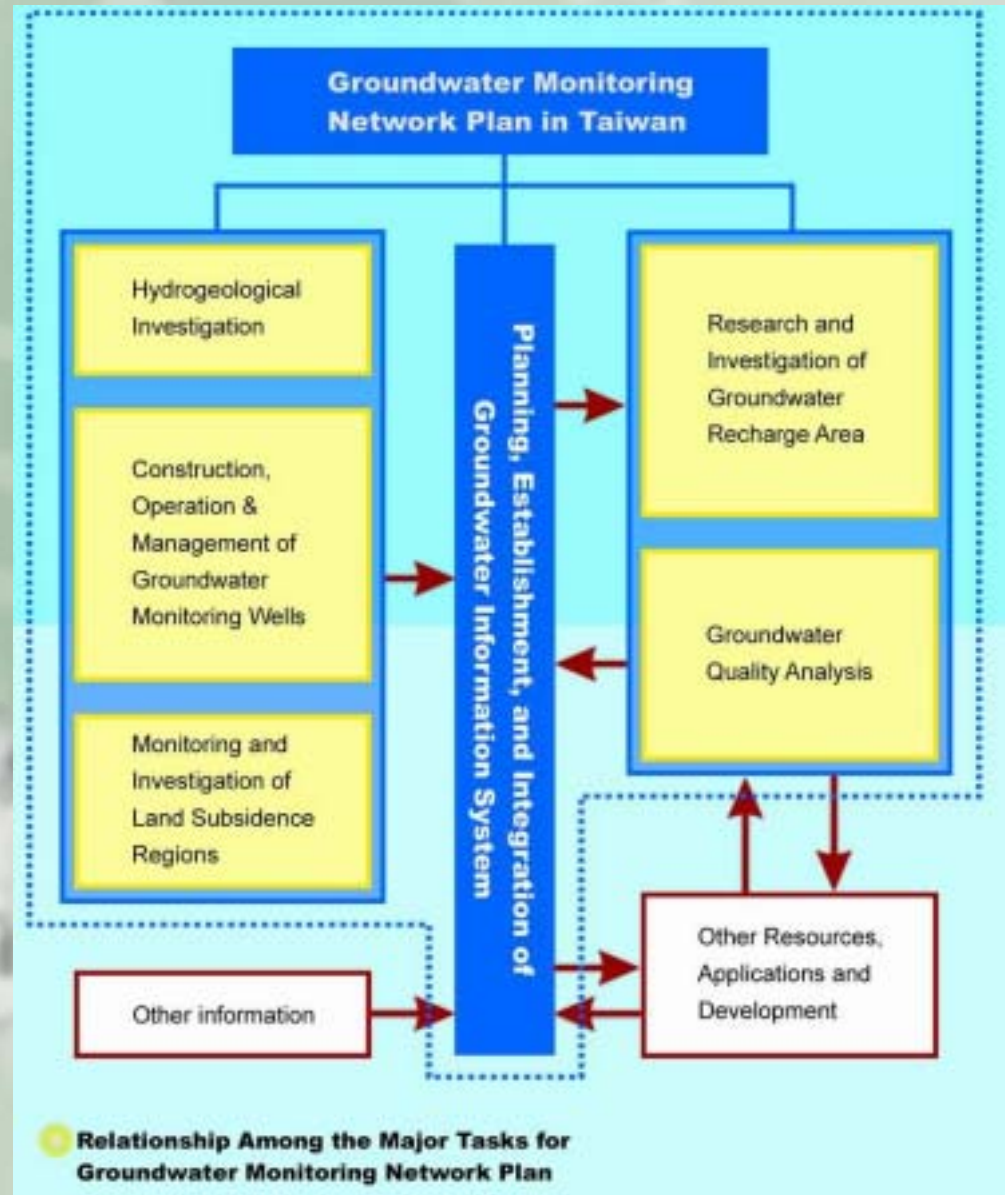 Groundwater Monitoring
Network Plan in Taiwan
Hydrogeological
Investigation
Construction,
Operation &
Management of
Groundwater
Monitoring Wells
Monitoring and
Investigation of
Land Subsidence
Regions
Planning, Establishment, and Integration of
Groundwater Information System
Research and
Investigation of
Groundwater
Recharge Area
Groundwater
Quality Analysis
Other information
Other Resources,
Applications and
Development
Relationship Among the Major Tasks for
Groundwater Monitoring Network Plan